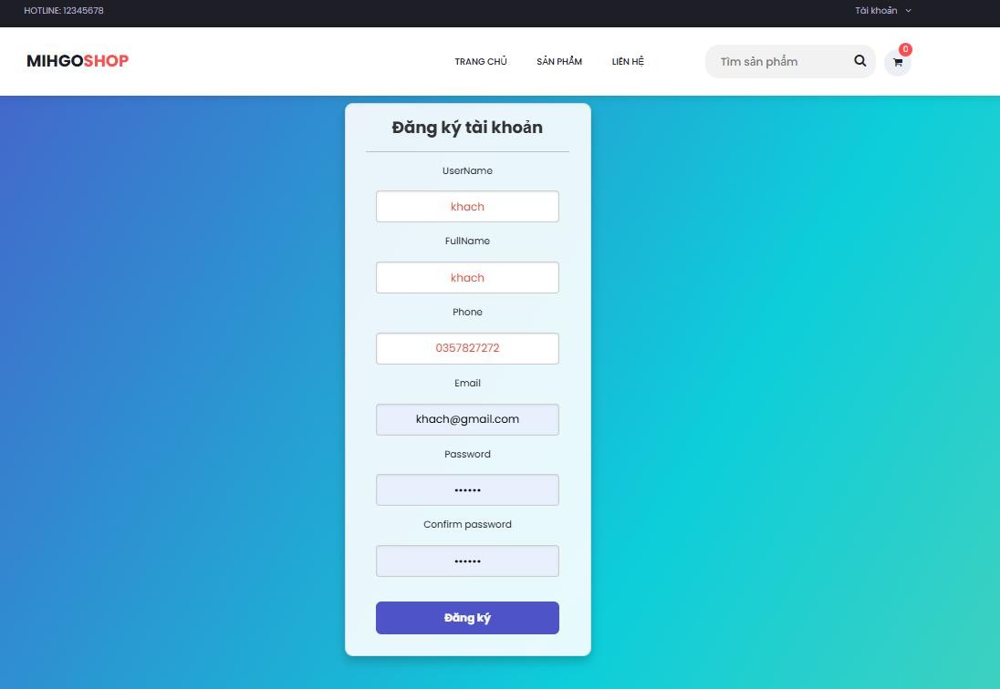 HOTLINE: 12345678
Tài khoản
MIHGOSHOP
TRANG CHỦ
SẢN PHẨM
LIÊN HỆ
Tìm sản phẩm
0
Đăng ký tài khoản
UserName
khach
FullName
khach
Phone
0357827272
Email
khach@gmail.com
Password
••••••
Confirm password
••••••
Đăng ký